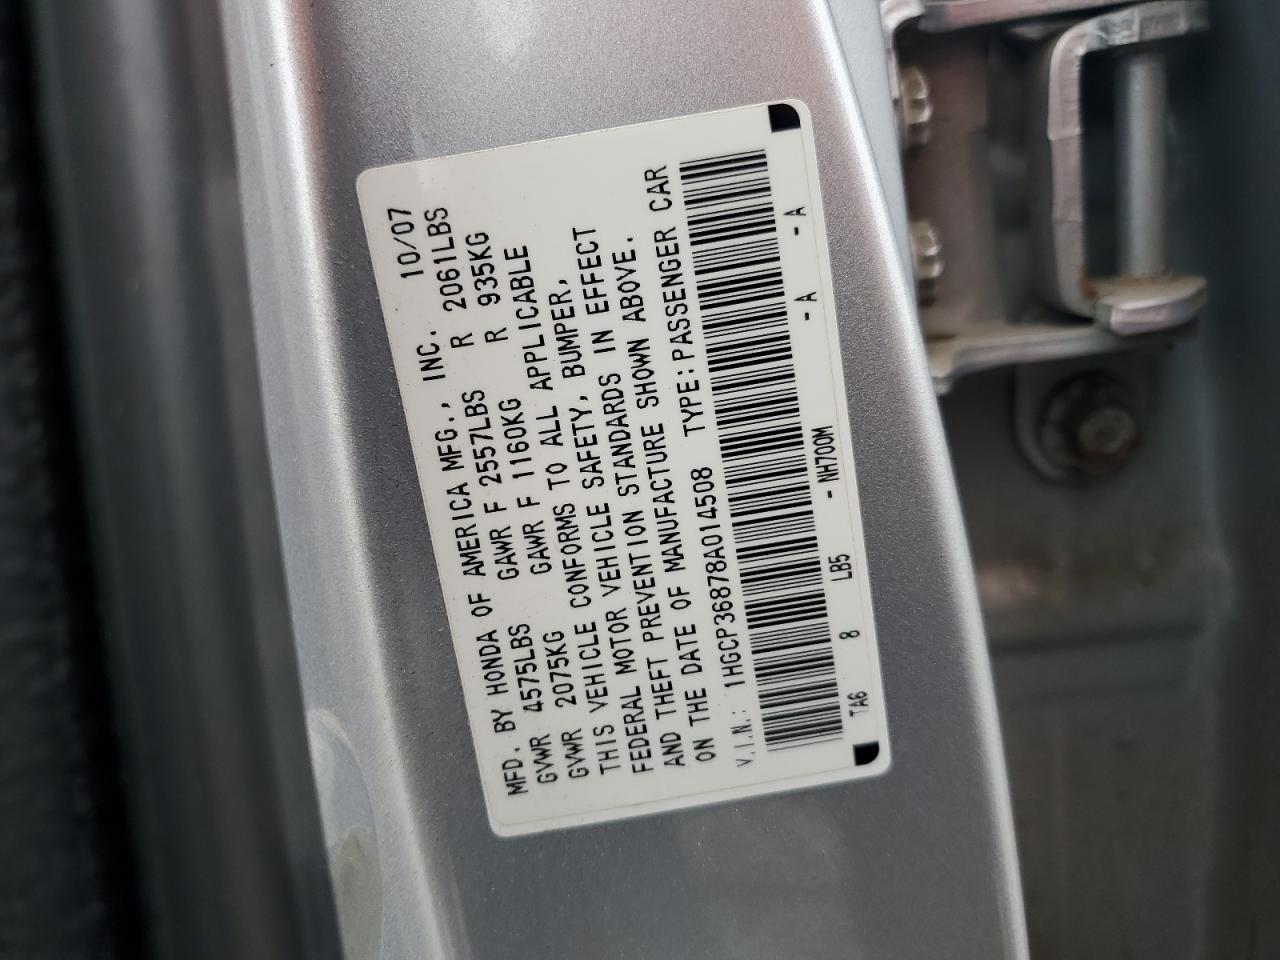 MFD. BY HONDA OF AMERICA MFG., INC. 10/07
GVWR 4575LBS GAWR F 2557LBS R 2061LBS
GVWR 2075KG GAWR F 1160KG R 935KG
THIS VEHICLE CONFORMS TO ALL APPLICABLE
FEDERAL MOTOR VEHICLE SAFETY, BUMPER,
AND THEFT PREVENTION STANDARDS IN EFFECT
ON THE DATE OF MANUFACTURE SHOWN ABOVE.
V.I.N.: 1HGCP36878A014508 TYPE: PASSENGER CAR
TA6 8 LB5 - NH700M - A - A